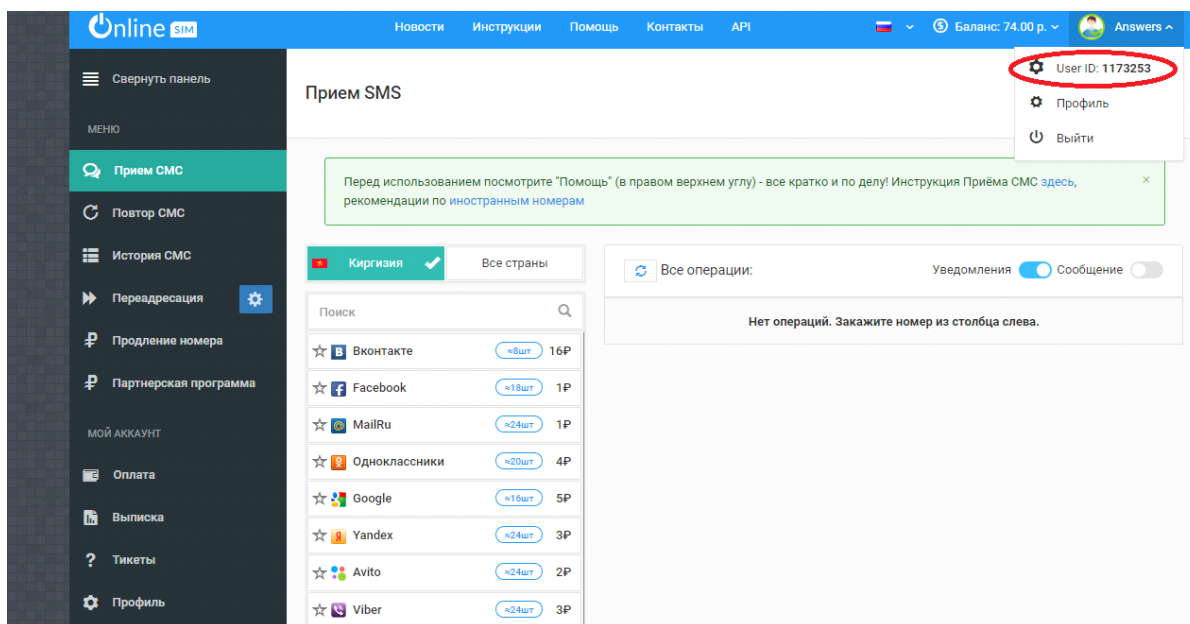 Online SIM
Новости Инструкции Помощь Контакты API
Баланс: 74.00 р.
Answers
User ID: 1173253
Профиль
Выйти
Свернуть панель
МЕНЮ
Прием СМС
Повтор СМС
История СМС
Переадресация
Продление номера
Партнерская программа
МОЙ АККАУНТ
Оплата
Выписка
Тикеты
Профиль
Прием SMS
Перед использованием посмотрите "Помощь" (в правом верхнем углу) - все кратко и по делу! Инструкция Приёма СМС здесь,
рекомендации по иностранным номерам
Киргизия Все страны
Поиск
Вконтакте ≈8шт 16₽
Facebook ≈18шт 1₽
MailRu ≈24шт 1₽
Одноклассники ≈20шт 4₽
Google ≈16шт 5₽
Yandex ≈24шт 3₽
Avito ≈24шт 2₽
Viber ≈24шт 3₽
Все операции: Уведомления Сообщение
Нет операций. Закажите номер из столбца слева.